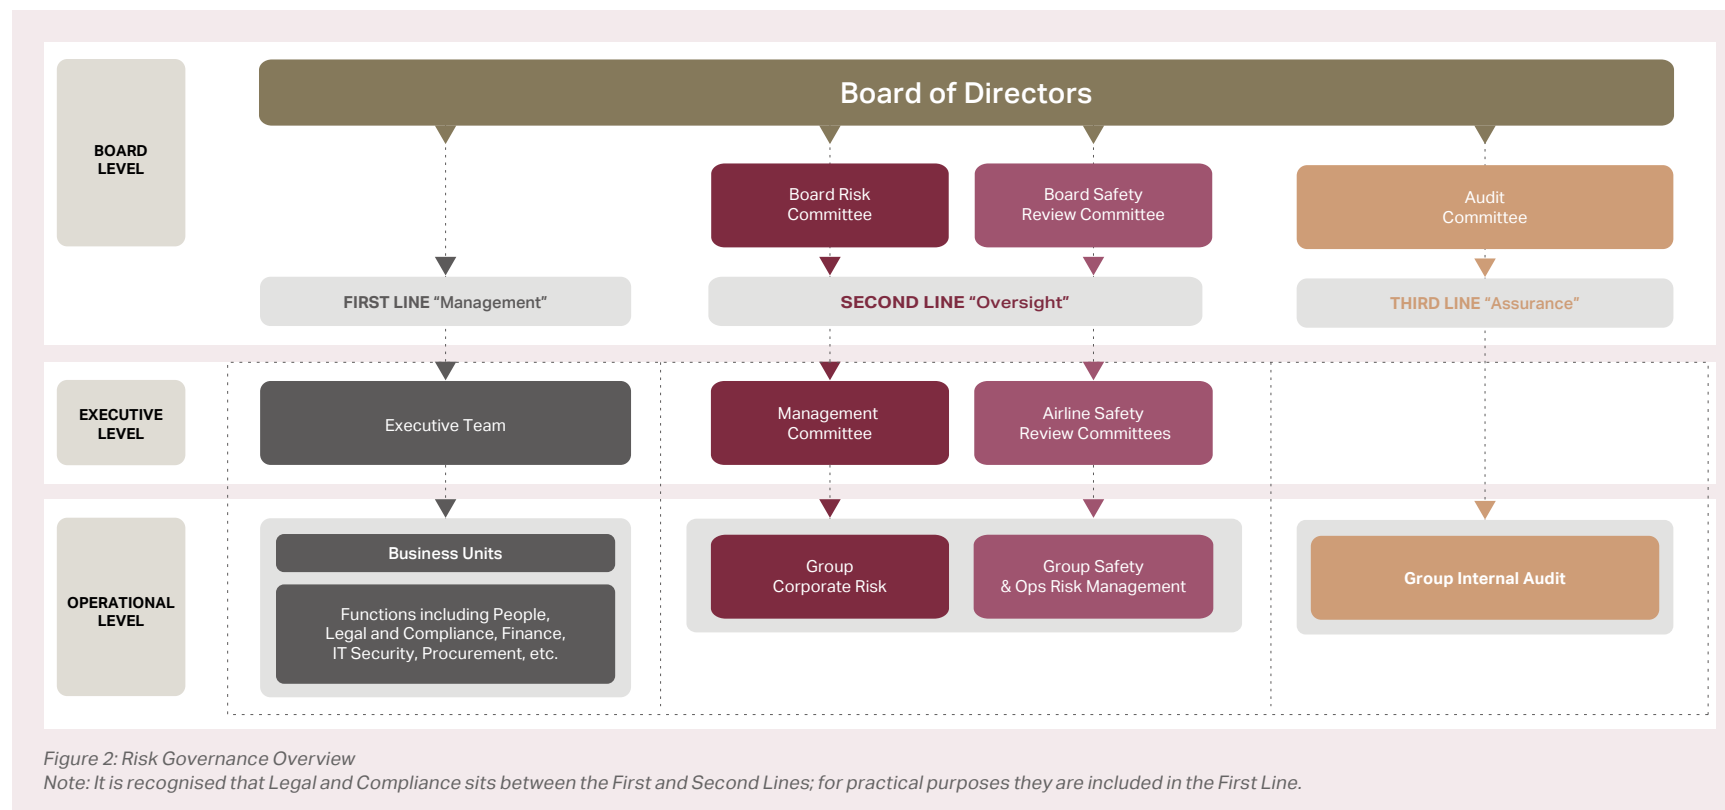 Board of Directors
BOARD
LEVEL
Board Risk
Committee
Board Safety
Review Committee
Audit
Committee
FIRST LINE “Management”
SECOND LINE “Oversight”
THIRD LINE “Assurance”
EXECUTIVE
LEVEL
Executive Team
Management
Committee
Airline Safety
Review Committees
OPERATIONAL
LEVEL
Business Units
Functions including People,
Legal and Compliance, Finance,
IT Security, Procurement, etc.
Group
Corporate Risk
Group Safety
& Ops Risk Management
Group Internal Audit
Figure 2: Risk Governance Overview
Note: It is recognised that Legal and Compliance sits between the First and Second Lines; for practical purposes they are included in the First Line.